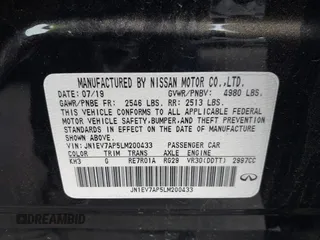 MANUFACTURED BY NISSAN MOTOR CO.,LTD.
DATE: 07/19 GVWR/PNBV: 4980 LBS.
GAWR/PNBE FR: 2546 LBS. RR: 2513 LBS.
THIS VEHICLE CONFORMS TO ALL APPLICABLE FEDERAL
MOTOR VEHICLE SAFETY, BUMPER, AND THEFT
PREVENTION STANDARDS IN EFFECT ON THE DATE OF
MANUFACTURE SHOWN ABOVE.
VIN: JN1EV7AP5LM200433 PASSENGER CAR
COLOR TRIM TRANS AXLE ENGINE
KH3 G RE7R01A RG29 VR30(DDTT) 2997CC
INFINITI